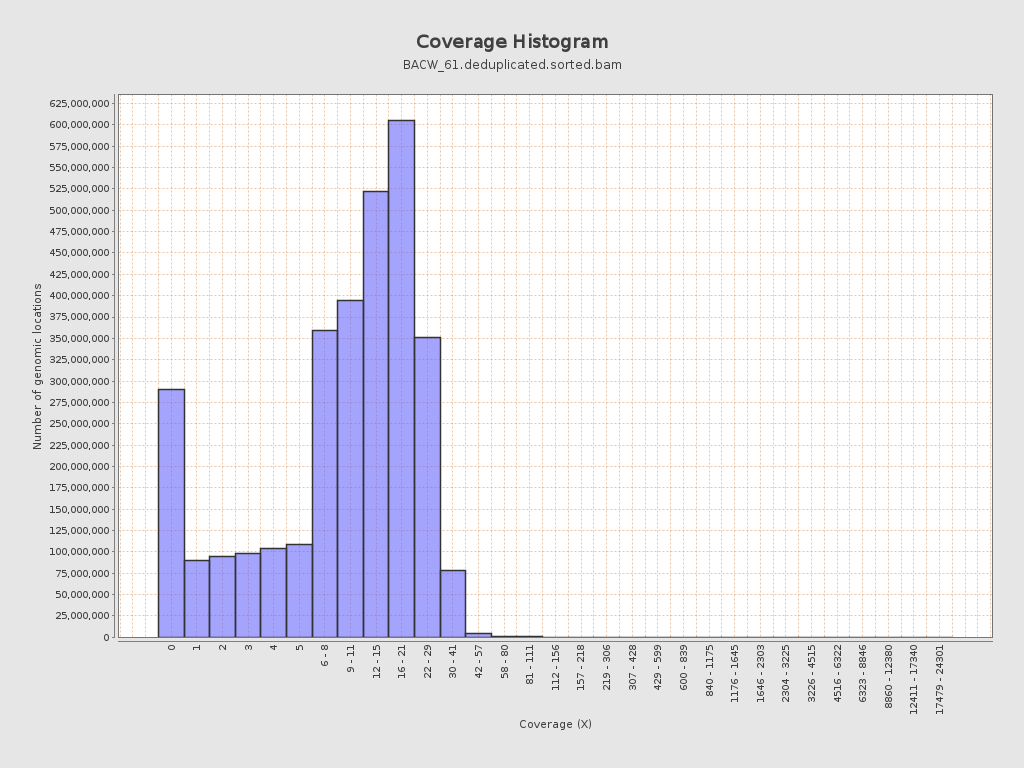 Coverage Histogram
BACW_61.deduplicated.sorted.bam
Number of genomic locations
625,000,000
600,000,000
575,000,000
550,000,000
525,000,000
500,000,000
475,000,000
450,000,000
425,000,000
400,000,000
375,000,000
350,000,000
325,000,000
300,000,000
275,000,000
250,000,000
225,000,000
200,000,000
175,000,000
150,000,000
125,000,000
100,000,000
75,000,000
50,000,000
25,000,000
0
0
1
2
3
4
5
6 - 8
9 - 11
12 - 15
16 - 21
22 - 29
30 - 41
42 - 57
58 - 80
81 - 111
112 - 156
157 - 218
219 - 306
307 - 428
429 - 599
600 - 839
840 - 1175
1176 - 1645
1646 - 2303
2304 - 3225
3226 - 4515
4516 - 6322
6323 - 8846
8860 - 12380
12411 - 17340
17479 - 24301
Coverage (X)